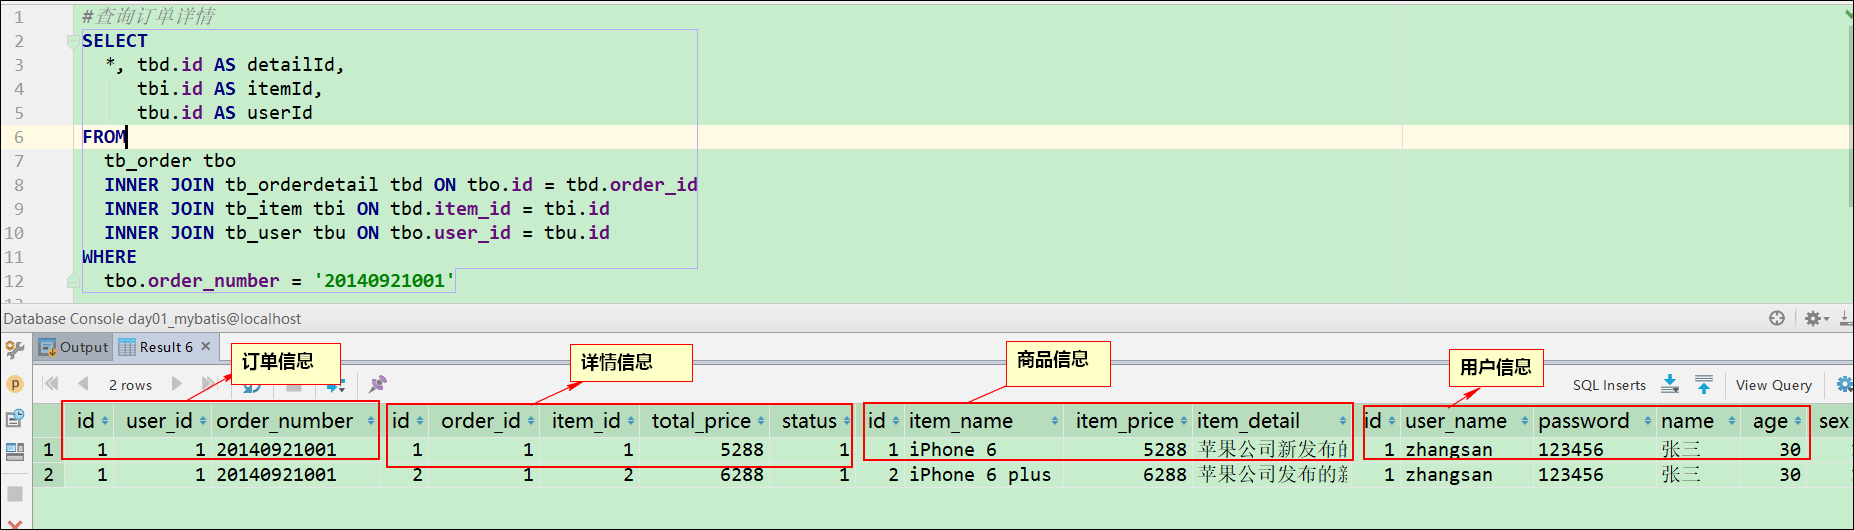 1 #查询订单详情
2 SELECT
3 *, tbd.id AS detailId,
4 tbi.id AS itemId,
5 tbu.id AS userId
6 FROM
7 tb_order tbo
8 INNER JOIN tb_orderdetail tbd ON tbo.id = tbd.order_id
9 INNER JOIN tb_item tbi ON tbd.item_id = tbi.id
10 INNER JOIN tb_user tbu ON tbo.user_id = tbu.id
11 WHERE
12 tbo.order_number = '20140921001'
Database Console day01_mybatis@localhost
Output Result 6
订单信息 详情信息 商品信息 用户信息
2 rows SQL Inserts View Query
id user_id order_number id order_id item_id total_price status id item_name item_price item_detail id user_name password name age sex
1 1 1 20140921001 1 1 1 5288 1 1 iPhone 6 5288 苹果公司新发布的 1 zhangsan 123456 张三 30
2 1 1 20140921001 2 1 2 6288 1 2 iPhone 6 plus 6288 苹果公司发布的新 1 zhangsan 123456 张三 30